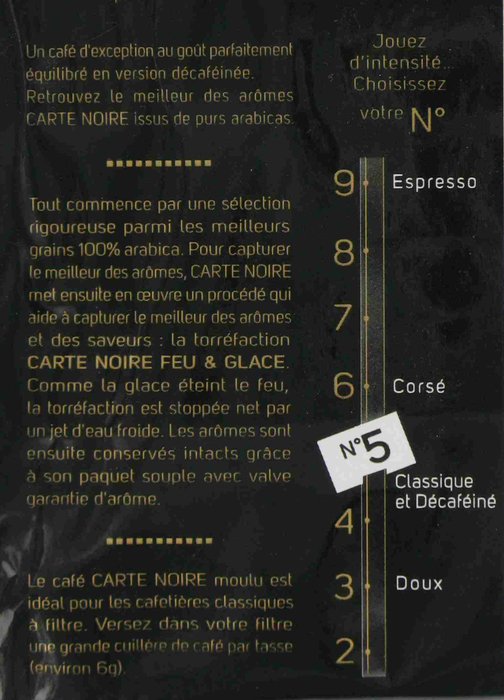 Un café d'exception au goût parfaitement
équilibré en version décaféinée.
Retrouvez le meilleur des arômes
CARTE NOIRE issus de purs arabicas.
Tout commence par une sélection
rigoureuse parmi les meilleurs
grains 100% arabica. Pour capturer
le meilleur des arômes, CARTE NOIRE
met ensuite en œuvre un procédé qui
aide à capturer le meilleur des arômes
et des saveurs : la torréfaction
CARTE NOIRE FEU & GLACE.
Comme la glace éteint le feu,
la torréfaction est stoppée net par
un jet d'eau froide. Les arômes sont
ensuite conservés intacts grâce
à son paquet souple avec valve
garantie d'arôme.
Le café CARTE NOIRE moulu est
idéal pour les cafetières classiques
à filtre. Versez dans votre filtre
une grande cuillère de café par tasse
(environ 6g).
Jouez
d'intensité...
Choisissez
votre N°
9 Espresso
8
7
6 Corsé
N°5
Classique
et Décaféiné
4
3 Doux
2